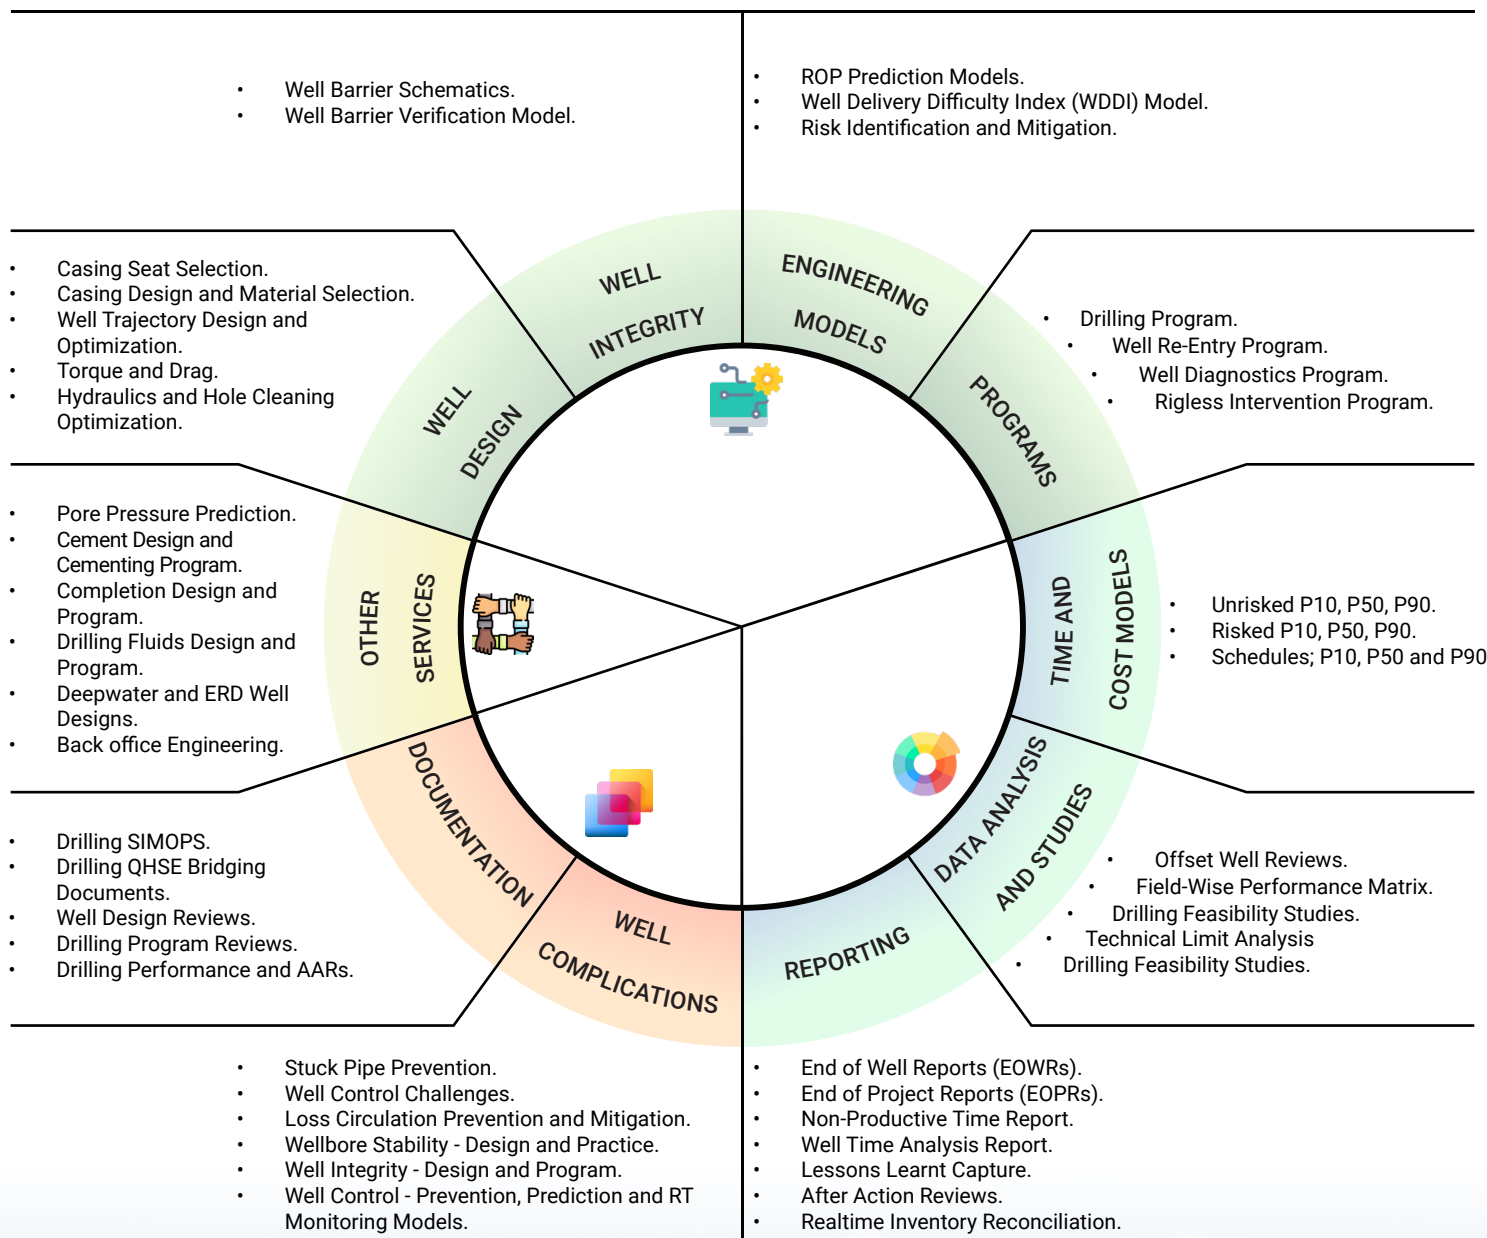 • Well Barrier Schematics.
• Well Barrier Verification Model.
• ROP Prediction Models.
• Well Delivery Difficulty Index (WDDI) Model.
• Risk Identification and Mitigation.
WELL
INTEGRITY
ENGINEERING
MODELS
• Casing Seat Selection.
• Casing Design and Material Selection.
• Well Trajectory Design and
Optimization.
• Torque and Drag.
• Hydraulics and Hole Cleaning
Optimization.
WELL
DESIGN
PROGRAMS
• Drilling Program.
• Well Re-Entry Program.
• Well Diagnostics Program.
• Rigless Intervention Program.
• Pore Pressure Prediction.
• Cement Design and
Cementing Program.
• Completion Design and
Program.
• Drilling Fluids Design and
Program.
• Deepwater and ERD Well
Designs.
• Back office Engineering.
OTHER
SERVICES
TIME AND
COST MODELS
• Unrisked P10, P50, P90.
• Risked P10, P50, P90.
• Schedules; P10, P50 and P90
• Drilling SIMOPS.
• Drilling QHSE Bridging
Documents.
• Well Design Reviews.
• Drilling Program Reviews.
• Drilling Performance and AARs.
DOCUMENTATION
DATA ANALYSIS
AND STUDIES
• Offset Well Reviews.
• Field-Wise Performance Matrix.
• Drilling Feasibility Studies.
• Technical Limit Analysis
• Drilling Feasibility Studies.
WELL
COMPLICATIONS
REPORTING
• Stuck Pipe Prevention.
• Well Control Challenges.
• Loss Circulation Prevention and Mitigation.
• Wellbore Stability - Design and Practice.
• Well Integrity - Design and Program.
• Well Control - Prevention, Prediction and RT
Monitoring Models.
• End of Well Reports (EOWRs).
• End of Project Reports (EOPRs).
• Non-Productive Time Report.
• Well Time Analysis Report.
• Lessons Learnt Capture.
• After Action Reviews.
• Realtime Inventory Reconciliation.